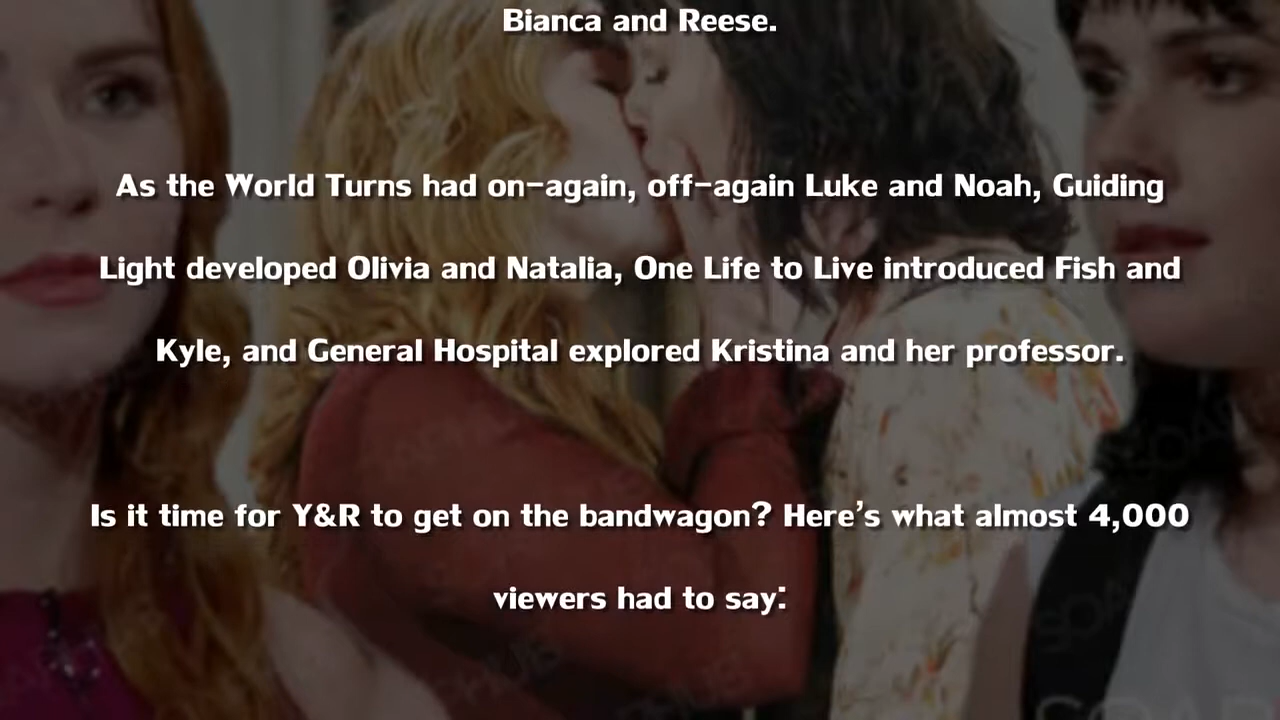 Bianca and Reese.
As the World Turns had on-again, off-again Luke and Noah, Guiding
Light developed Olivia and Natalia, One Life to Live introduced Fish and
Kyle, and General Hospital explored Kristina and her professor.
Is it time for Y&R to get on the bandwagon? Here's what almost 4,000
viewers had to say: